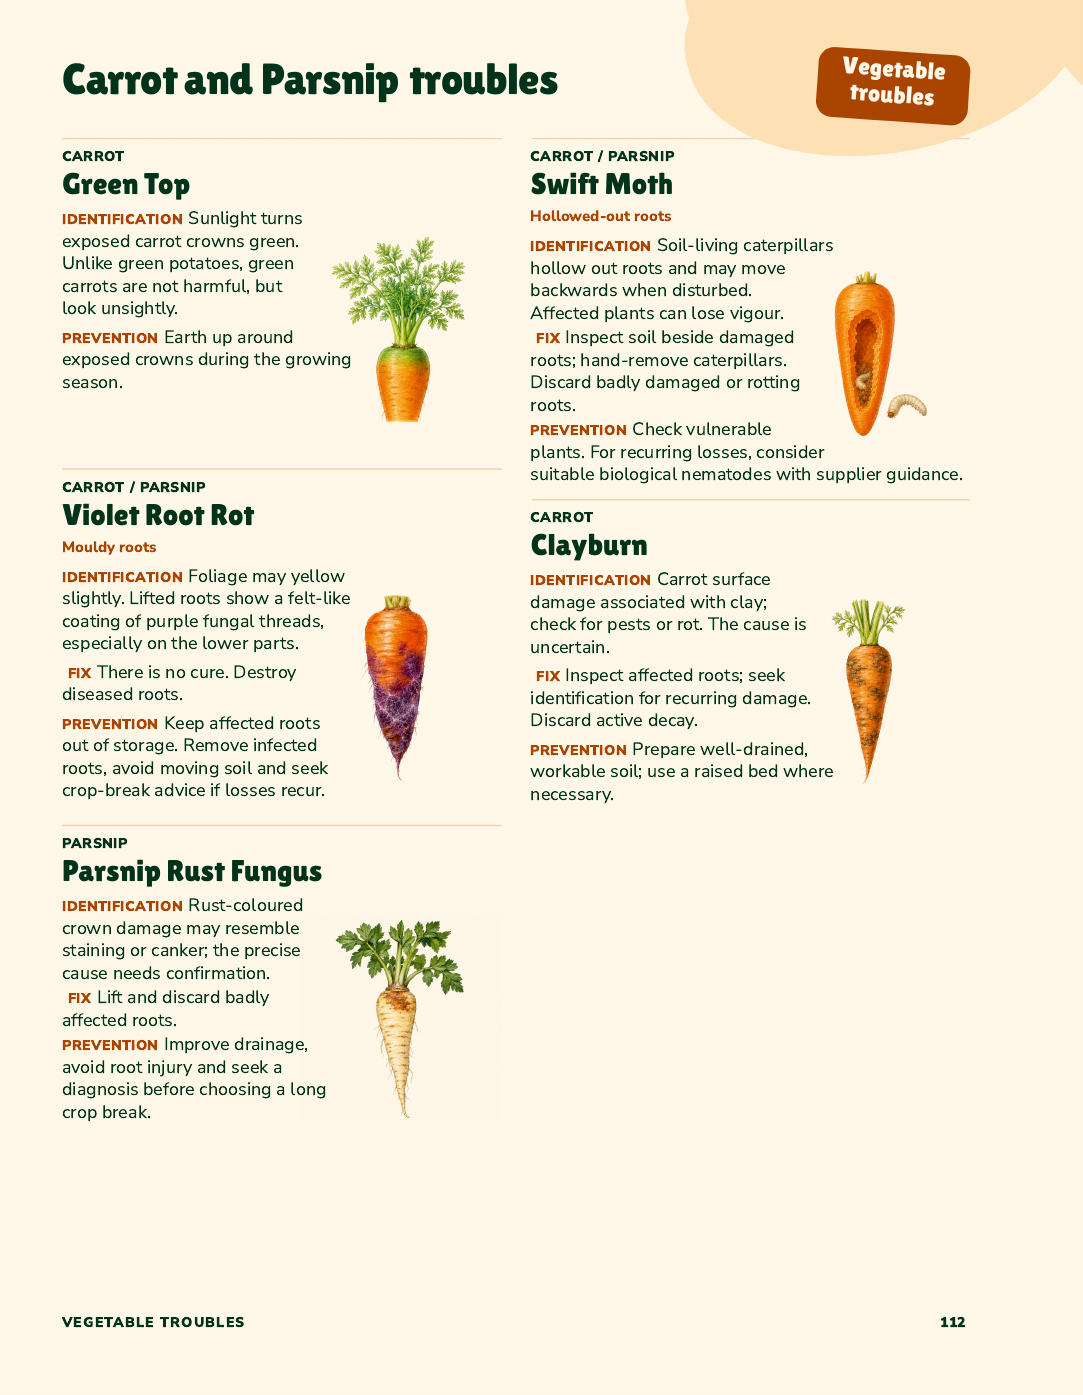 Carrot and Parsnip troubles
Vegetable
troubles
CARROT
Green Top
IDENTIFICATION Sunlight turns
exposed carrot crowns green.
Unlike green potatoes, green
carrots are not harmful, but
look unsightly.
PREVENTION Earth up around
exposed crowns during the growing
season.
CARROT / PARSNIP
Violet Root Rot
Mouldy roots
IDENTIFICATION Foliage may yellow
slightly. Lifted roots show a felt-like
coating of purple fungal threads,
especially on the lower parts.
FIX There is no cure. Destroy
diseased roots.
PREVENTION Keep affected roots
out of storage. Remove infected
roots, avoid moving soil and seek
crop-break advice if losses recur.
PARSNIP
Parsnip Rust Fungus
IDENTIFICATION Rust-coloured
crown damage may resemble
staining or canker; the precise
cause needs confirmation.
FIX Lift and discard badly
affected roots.
PREVENTION Improve drainage,
avoid root injury and seek a
diagnosis before choosing a long
crop break.
CARROT / PARSNIP
Swift Moth
Hollowed-out roots
IDENTIFICATION Soil-living caterpillars
hollow out roots and may move
backwards when disturbed.
Affected plants can lose vigour.
FIX Inspect soil beside damaged
roots; hand-remove caterpillars.
Discard badly damaged or rotting
roots.
PREVENTION Check vulnerable
plants. For recurring losses, consider
suitable biological nematodes with supplier guidance.
CARROT
Clayburn
IDENTIFICATION Carrot surface
damage associated with clay;
check for pests or rot. The cause is
uncertain.
FIX Inspect affected roots; seek
identification for recurring damage.
Discard active decay.
PREVENTION Prepare well-drained,
workable soil; use a raised bed where
necessary.
VEGETABLE TROUBLES
112